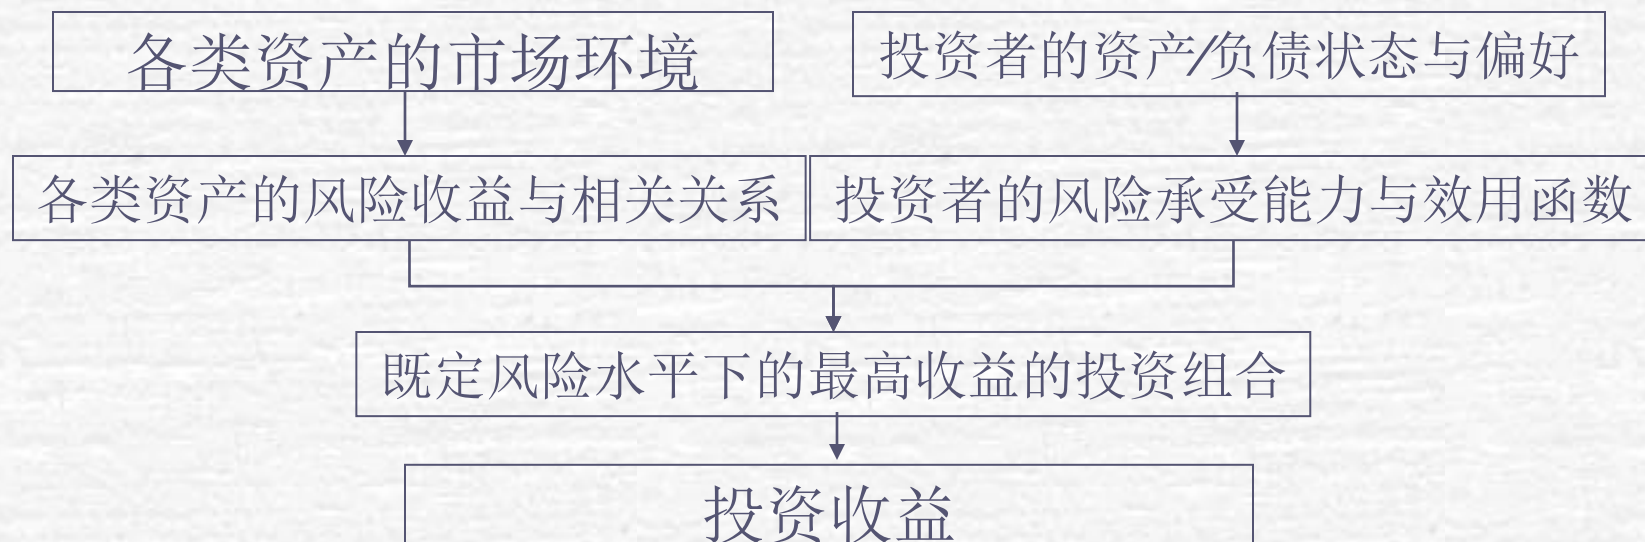 各类资产的市场环境
投资者的资产/负债状态与偏好
各类资产的风险收益与相关关系
投资者的风险承受能力与效用函数
既定风险水平下的最高收益的投资组合
投资收益